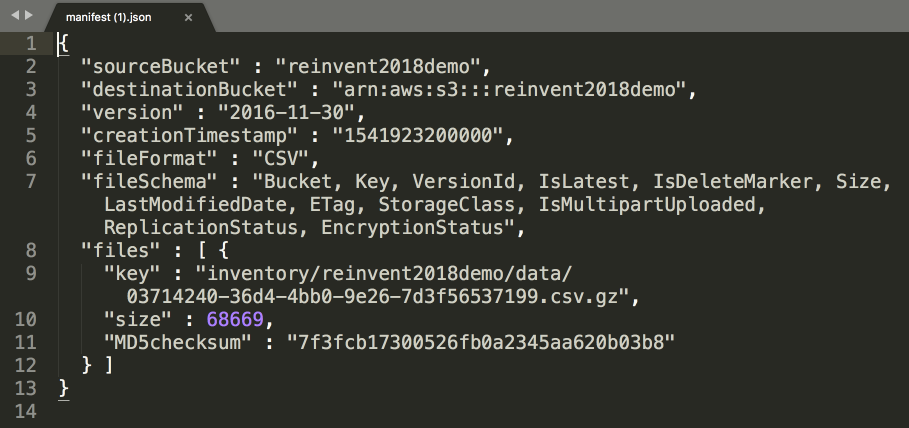 manifest (1).json ×
1 {
2 "sourceBucket" : "reinvent2018demo",
3 "destinationBucket" : "arn:aws:s3:::reinvent2018demo",
4 "version" : "2016-11-30",
5 "creationTimestamp" : "1541923200000",
6 "fileFormat" : "CSV",
7 "fileSchema" : "Bucket, Key, VersionId, IsLatest, IsDeleteMarker, Size,
LastModifiedDate, ETag, StorageClass, IsMultipartUploaded,
ReplicationStatus, EncryptionStatus",
8 "files" : [ {
9 "key" : "inventory/reinvent2018demo/data/
03714240-36d4-4bb0-9e26-7d3f56537199.csv.gz",
10 "size" : 68669,
11 "MD5checksum" : "7f3fcb17300526fb0a2345aa620b03b8"
12 } ]
13 }
14